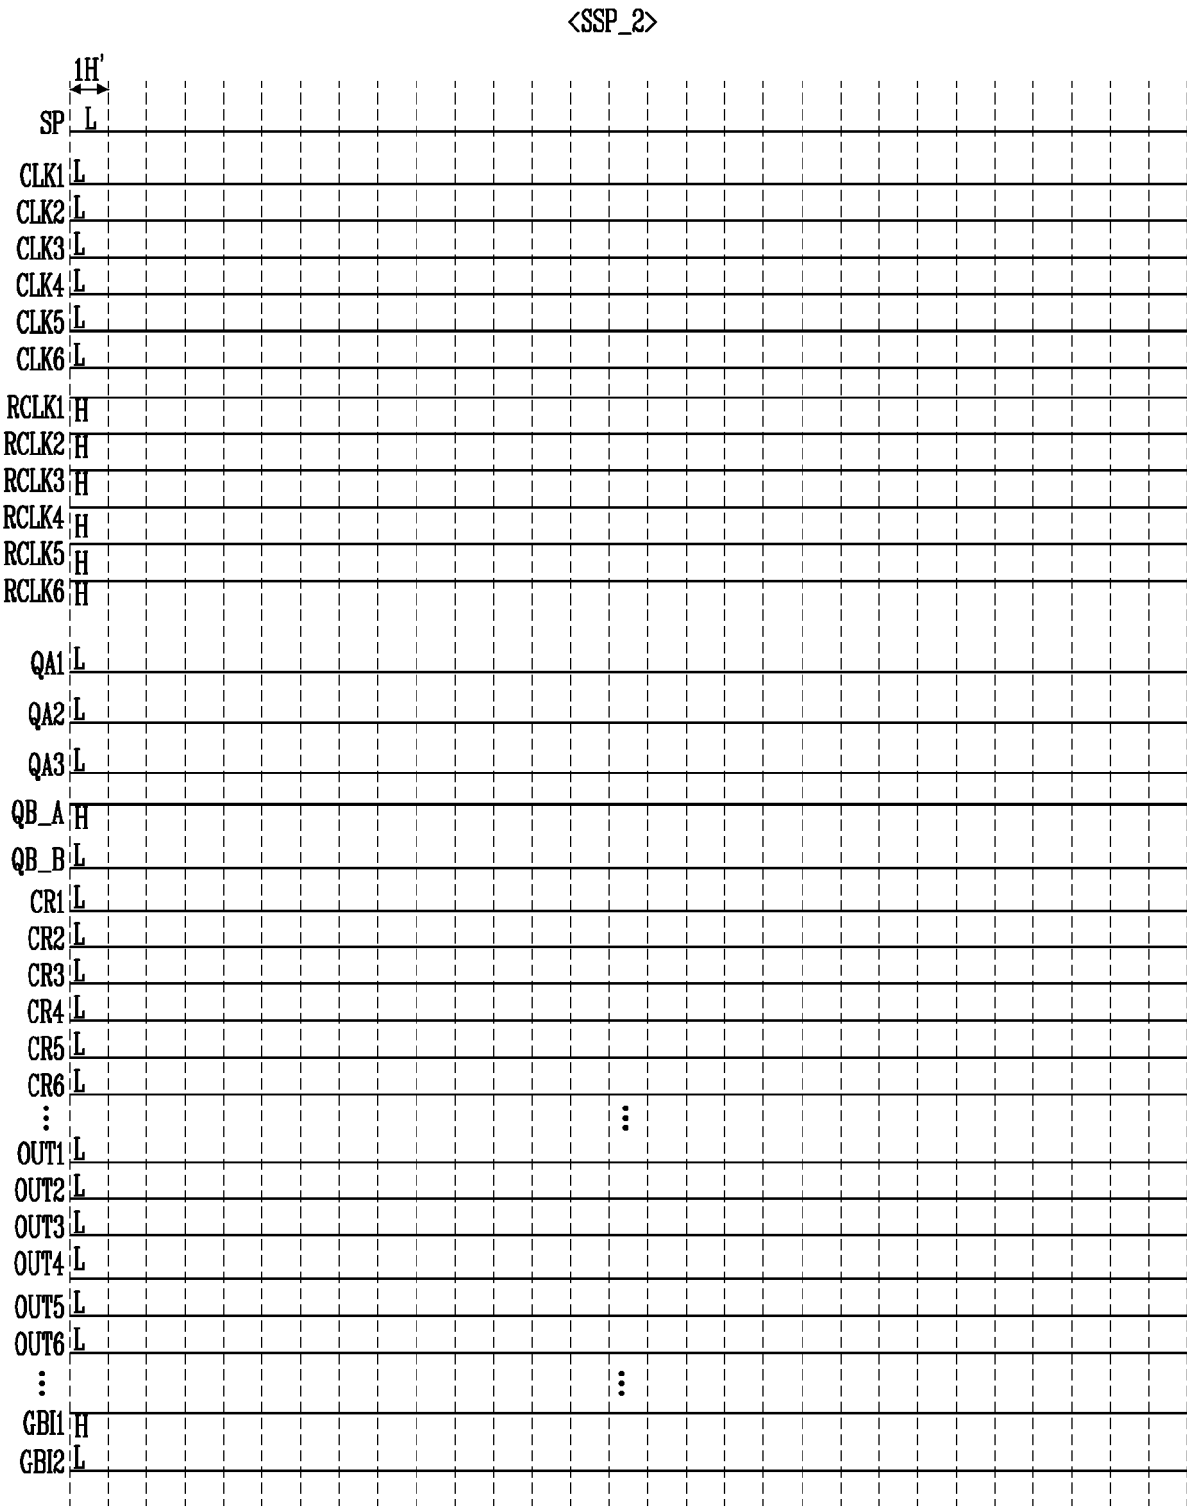 <SSP_2>
1H'
SP L
CLK1 L
CLK2 L
CLK3 L
CLK4 L
CLK5 L
CLK6 L
RCLK1 H
RCLK2 H
RCLK3 H
RCLK4 H
RCLK5 H
RCLK6 H
QA1 L
QA2 L
QA3 L
QB_A H
QB_B L
CR1 L
CR2 L
CR3 L
CR4 L
CR5 L
CR6 L
OUT1 L
OUT2 L
OUT3 L
OUT4 L
OUT5 L
OUT6 L
GBI1 H
GBI2 L